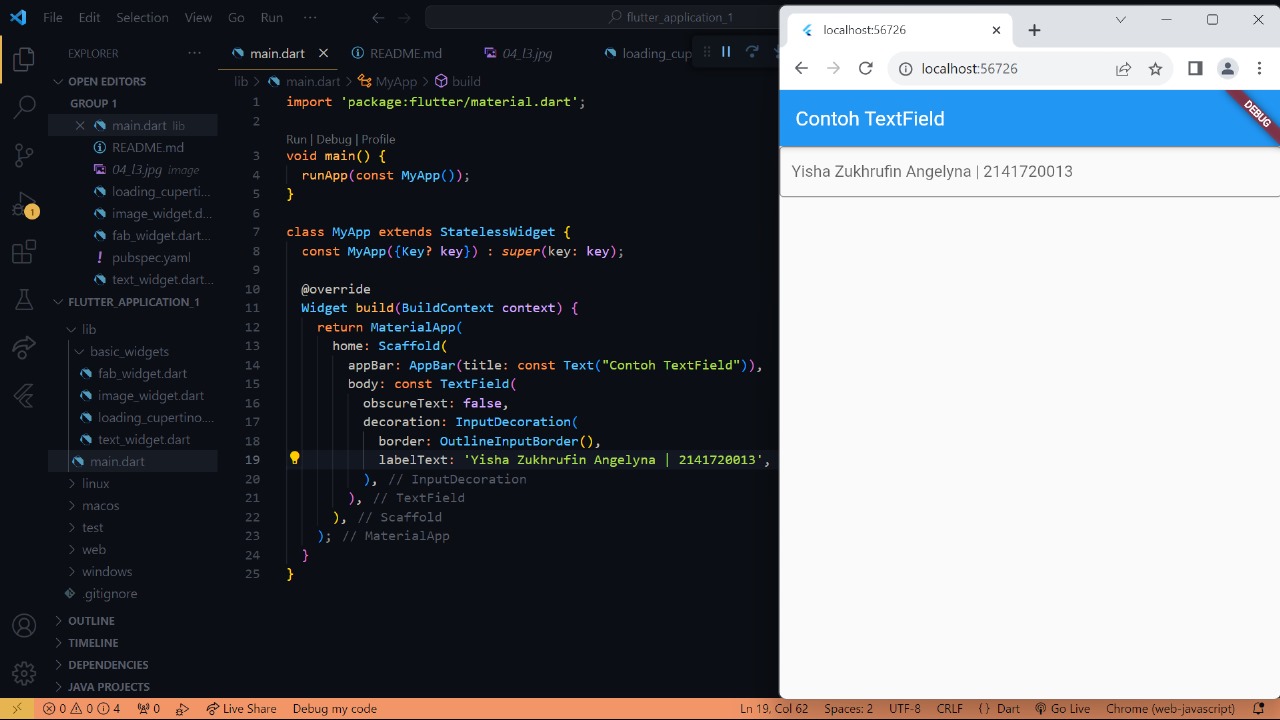 File Edit Selection View Go Run ··· flutter_application_1
EXPLORER ···
OPEN EDITORS
GROUP 1
main.dart lib
README.md
04_l3.jpg image
loading_cuperti...
image_widget.d...
fab_widget.dart...
! pubspec.yaml
text_widget.dart...
FLUTTER_APPLICATION_1
lib
basic_widgets
fab_widget.dart
image_widget.dart
loading_cupertino....
text_widget.dart
main.dart
linux
macos
test
web
windows
.gitignore
OUTLINE
TIMELINE
DEPENDENCIES
JAVA PROJECTS
1
main.dart README.md 04_l3.jpg loading_cup
lib > main.dart > MyApp > build
1 import 'package:flutter/material.dart';
2
Run | Debug | Profile
3 void main() {
4 runApp(const MyApp());
5 }
6
7 class MyApp extends StatelessWidget {
8 const MyApp({Key? key}) : super(key: key);
9
10 @override
11 Widget build(BuildContext context) {
12 return MaterialApp(
13 home: Scaffold(
14 appBar: AppBar(title: const Text("Contoh TextField")),
15 body: const TextField(
16 obscureText: false,
17 decoration: InputDecoration(
18 border: OutlineInputBorder(),
19 labelText: 'Yisha Zukhrufin Angelyna | 2141720013',
20 ), // InputDecoration
21 ), // TextField
22 ), // Scaffold
23 ); // MaterialApp
24 }
25 }
localhost:56726
localhost:56726
Contoh TextField
DEBUG
Yisha Zukhrufin Angelyna | 2141720013
0 0 4 0 Live Share Debug my code Ln 19, Col 62 Spaces: 2 UTF-8 CRLF { } Dart Go Live Chrome (web-javascript)